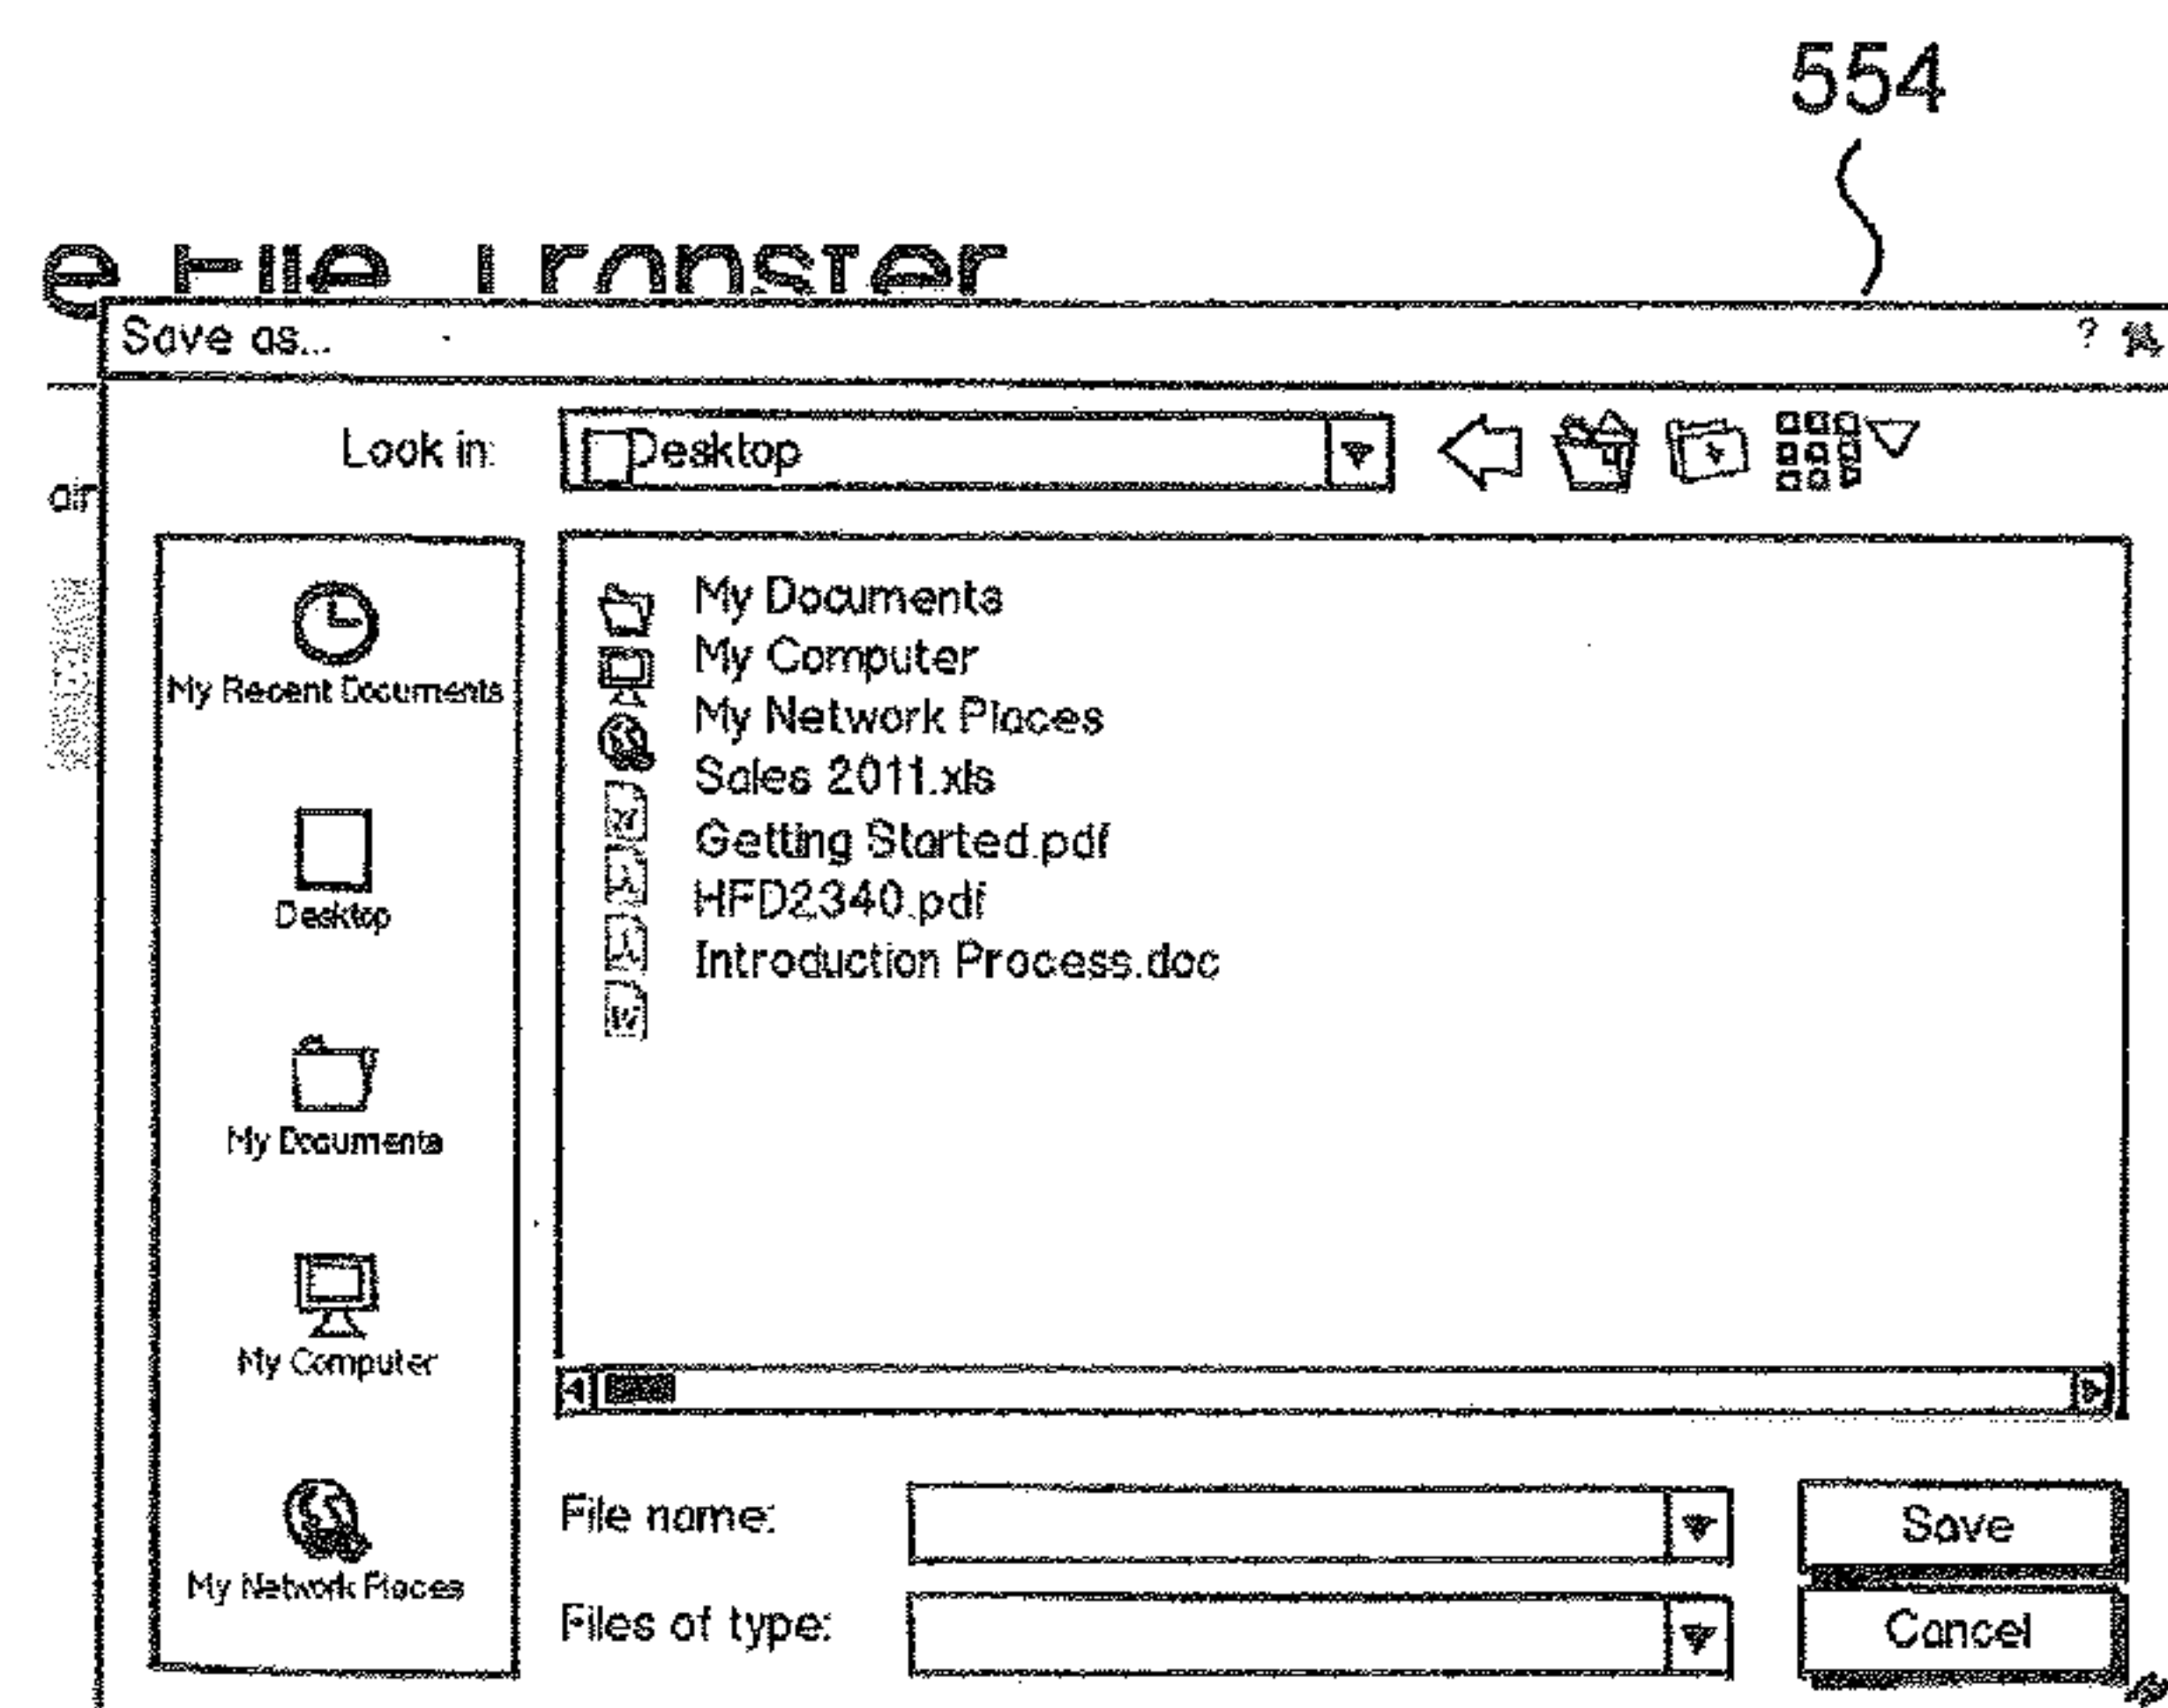 554
e File Transfer
Save as... ?
Look in: Desktop
air
My Recent Documents
Desktop
My Documents
My Computer
My Network Places
My Documents
My Computer
My Network Places
Sales 2011.xls
Getting Started.pdf
HFD2340.pdf
Introduction Process.doc
File name: Save
Files of type: Cancel